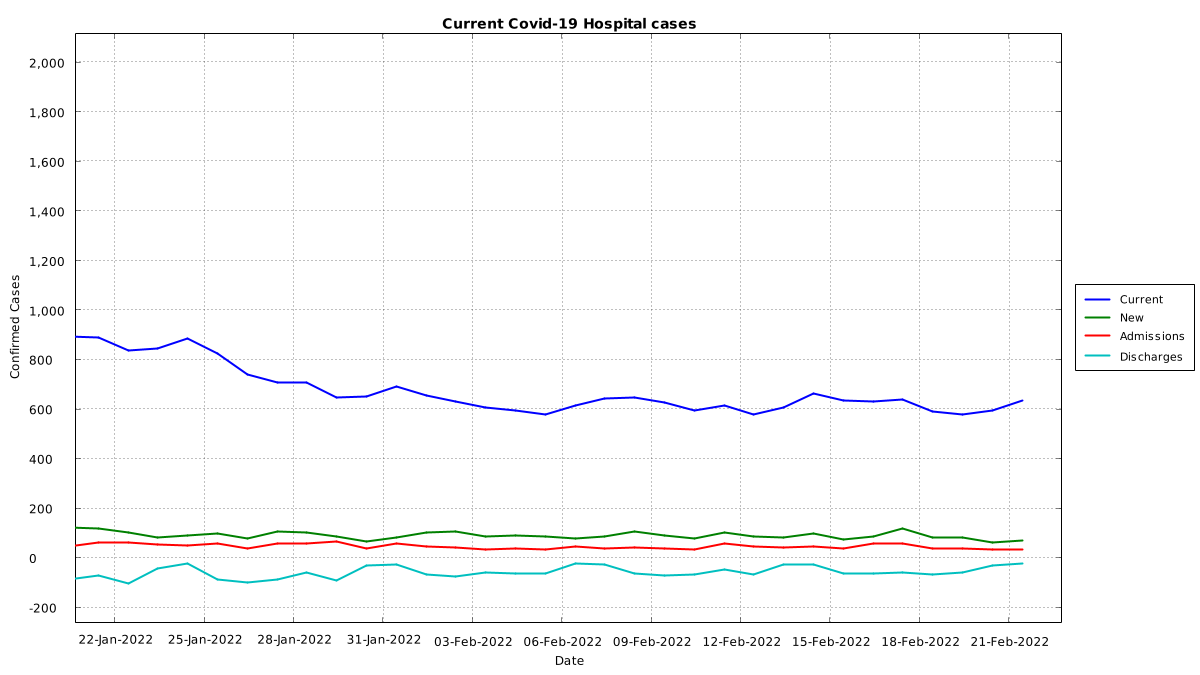 Current Covid-19 Hospital cases
2,000
1,800
1,600
1,400
1,200
1,000
800
600
400
200
0
-200
Confirmed Cases
22-Jan-2022 25-Jan-2022 28-Jan-2022 31-Jan-2022 03-Feb-2022 06-Feb-2022 09-Feb-2022 12-Feb-2022 15-Feb-2022 18-Feb-2022 21-Feb-2022
Date
Current
New
Admissions
Discharges